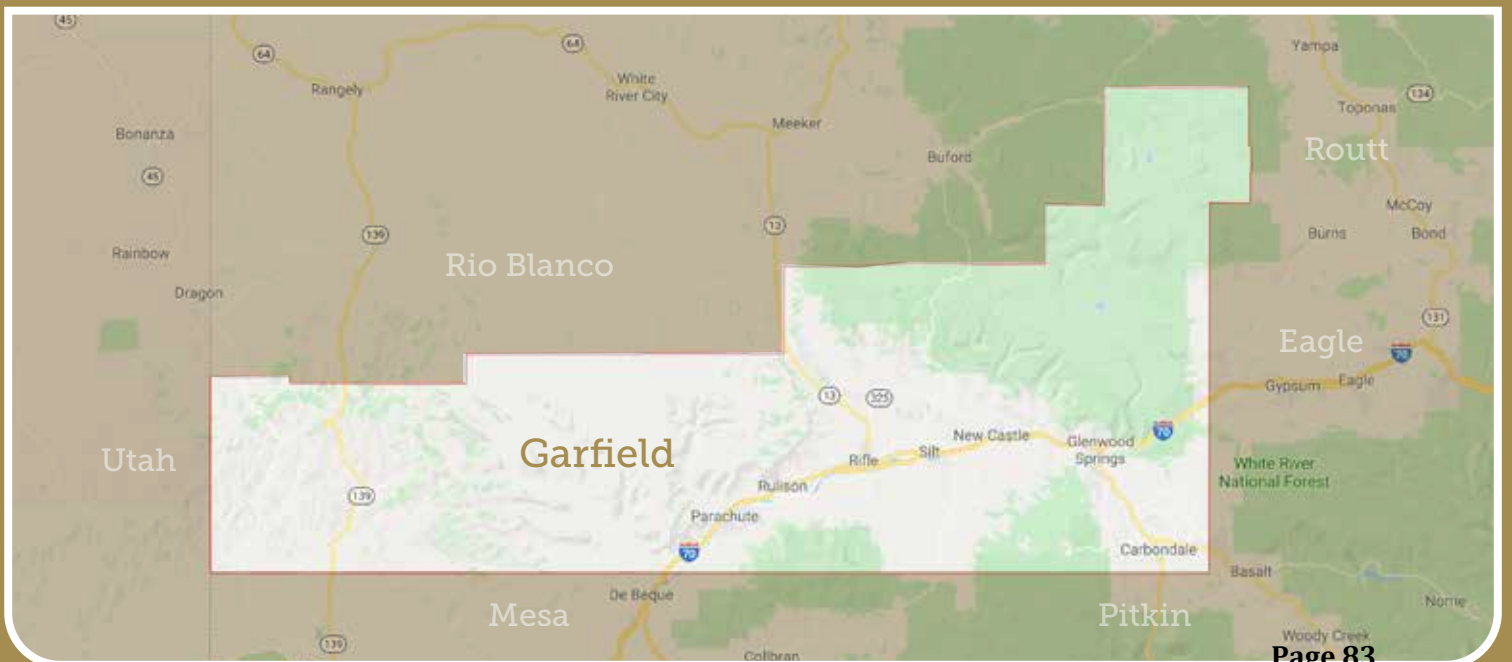 45
64
64
Yampa
Rangely
White
River City
134
Toponas
Meeker
Bonanza
Routt
Buford
45
McCoy
13
139
Burns
Bond
Rainbow
Rio Blanco
Dragon
131
Eagle
70
Gypsum
Eagle
13
325
New Castle
Glenwood
Springs
70
Garfield
Utah
Rifle
Silt
White River
National Forest
Rulison
139
Parachute
70
Carbondale
Basalt
De Beque
Norrie
Mesa
Pitkin
139
Woody Creek
Collbran
Page 83